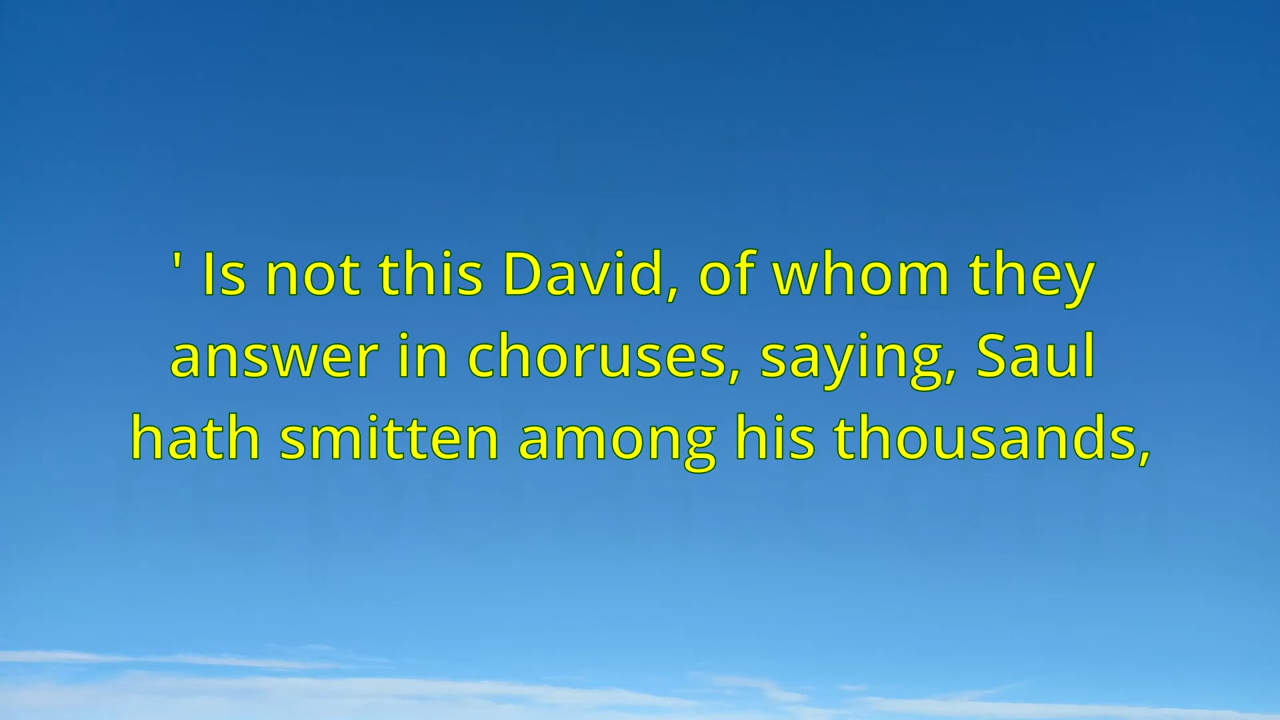 ' Is not this David, of whom they
answer in choruses, saying, Saul
hath smitten among his thousands,